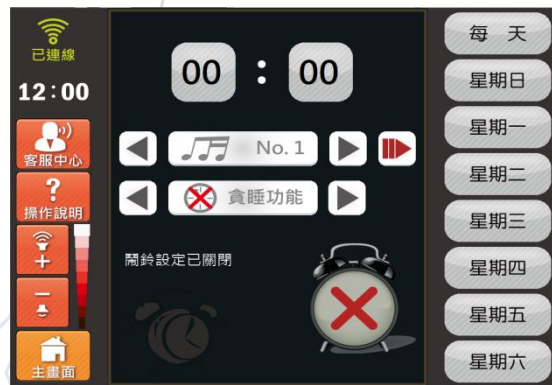 已連線
12:00
客服中心
?
操作說明
+
−
主畫面
00 : 00
No. 1
貪睡功能
鬧鈴設定已關閉
每 天
星期日
星期一
星期二
星期三
星期四
星期五
星期六